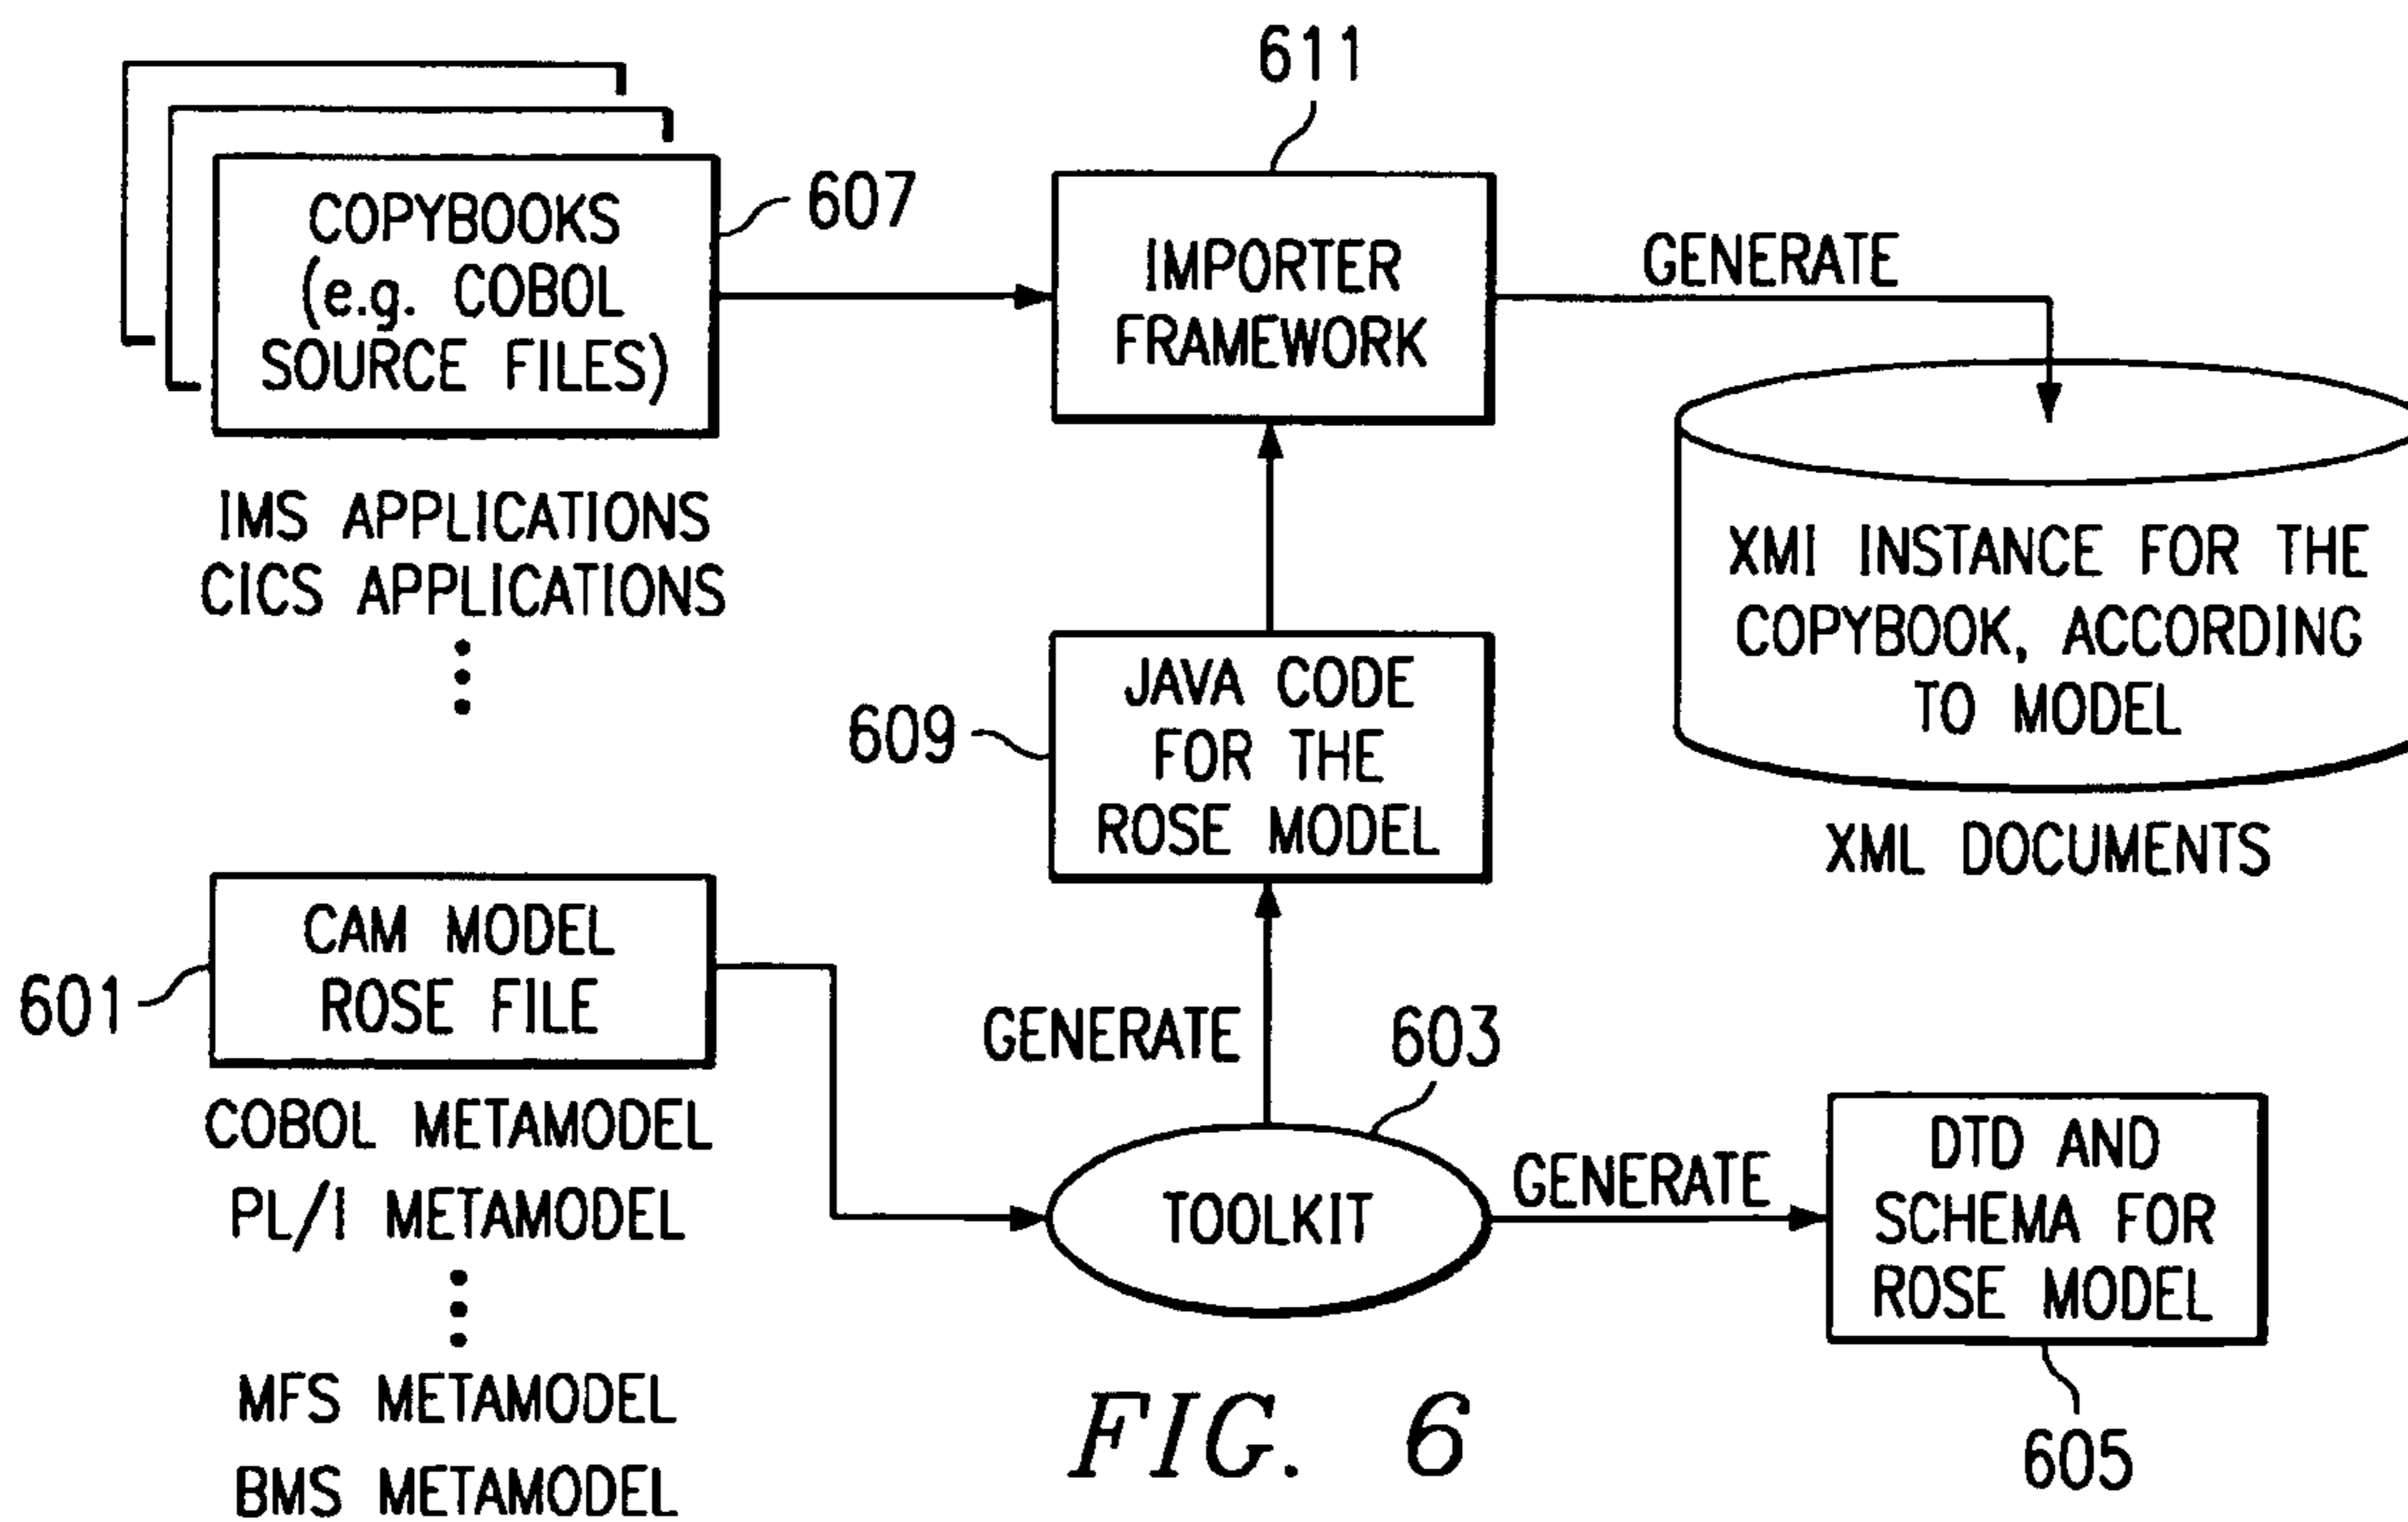 611
COPYBOOKS
(e.g. COBOL
SOURCE FILES)
607
IMPORTER
FRAMEWORK
GENERATE
IMS APPLICATIONS
CICS APPLICATIONS
XMI INSTANCE FOR THE
COPYBOOK, ACCORDING
TO MODEL
XML DOCUMENTS
JAVA CODE
FOR THE
ROSE MODEL
609
CAM MODEL
ROSE FILE
601
COBOL METAMODEL
PL/I METAMODEL
MFS METAMODEL
BMS METAMODEL
GENERATE
603
TOOLKIT
GENERATE
DTD AND
SCHEMA FOR
ROSE MODEL
605
FIG. 6